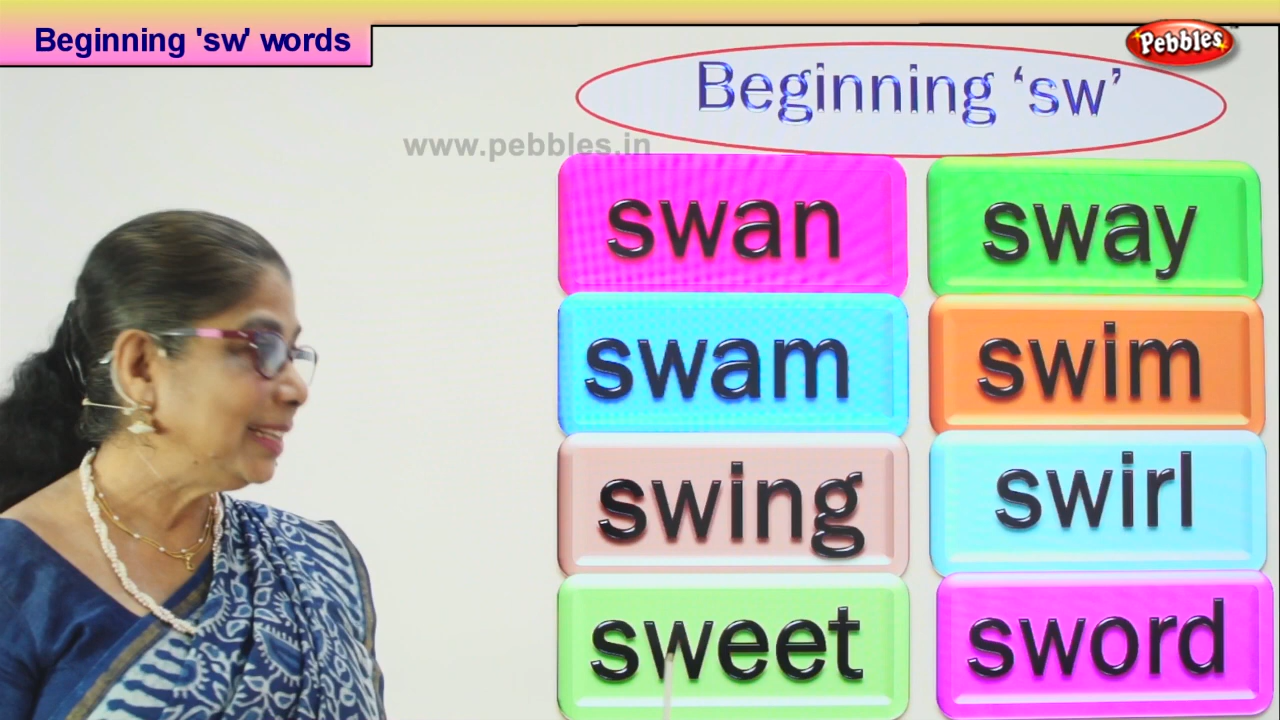 Beginning 'sw' words
Pebbles
Beginning ‘sw’
www.pebbles.in
swan
sway
swam
swim
swing
swirl
sweet
sword